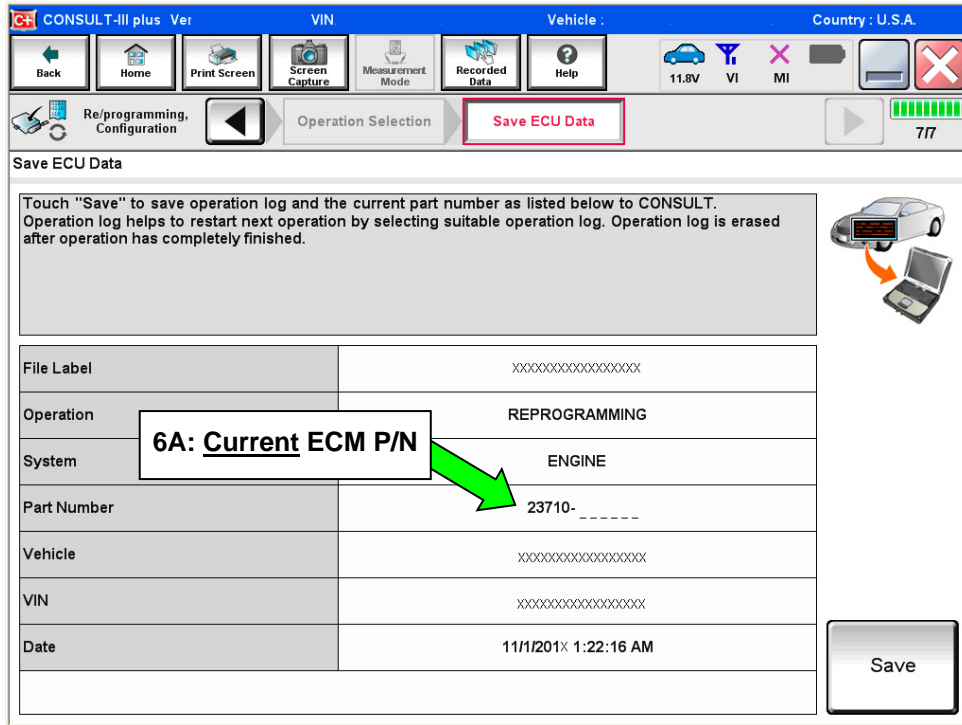 C+ CONSULT-III plus Ver VIN Vehicle : Country : U.S.A.
Back Home Print Screen Screen Capture Measurement Mode Recorded Data Help 11.8V VI MI
Re/programming, Configuration Operation Selection Save ECU Data 7/7
Save ECU Data
Touch "Save" to save operation log and the current part number as listed below to CONSULT.
Operation log helps to restart next operation by selecting suitable operation log. Operation log is erased
after operation has completely finished.
File Label XXXXXXXXXXXXXXXXX
Operation REPROGRAMMING
6A: Current ECM P/N
System ENGINE
Part Number 23710-_ _ _ _ _ _
Vehicle XXXXXXXXXXXXXXXXX
VIN XXXXXXXXXXXXXXXXX
Date 11/1/201X 1:22:16 AM
Save